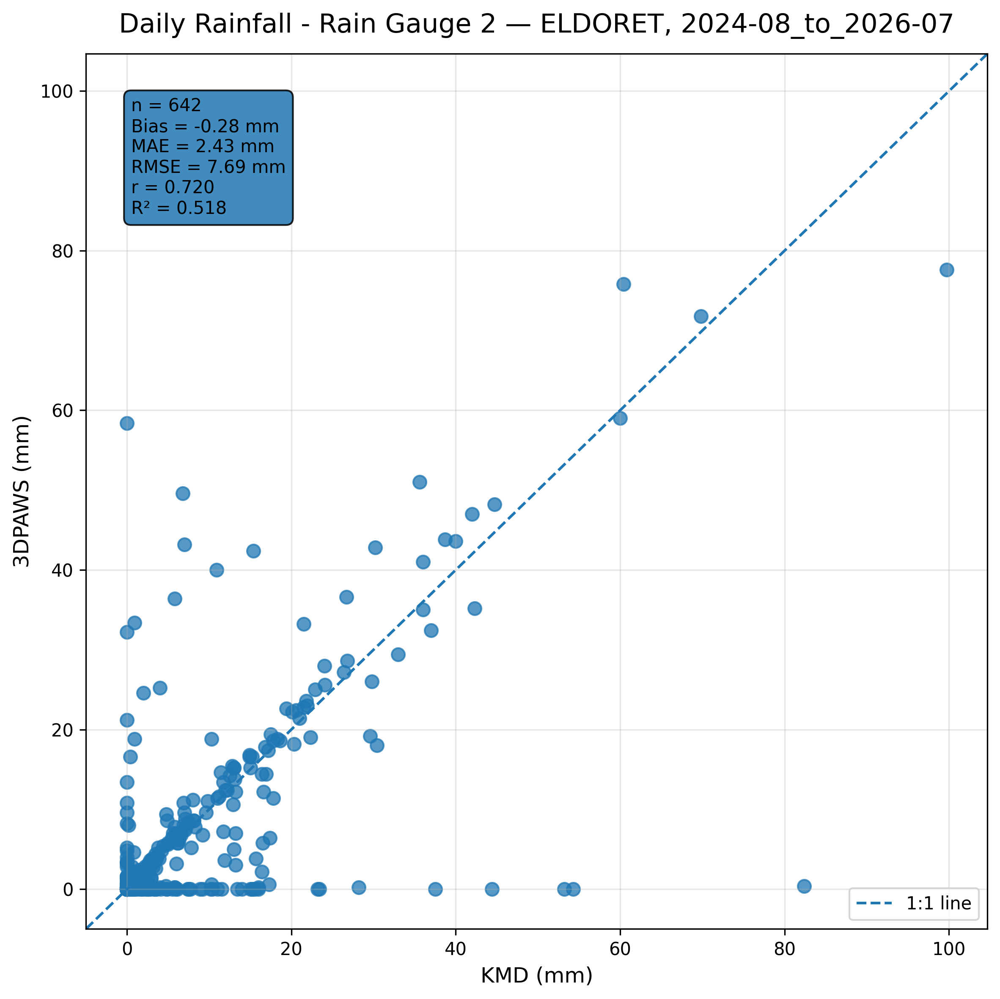 Daily Rainfall - Rain Gauge 2 — ELDORET, 2024-08_to_2026-07
100
80
60
40
20
0
3DPAWS (mm)
n = 642
Bias = -0.28 mm
MAE = 2.43 mm
RMSE = 7.69 mm
r = 0.720
R² = 0.518
1:1 line
0
20
40
60
80
100
KMD (mm)